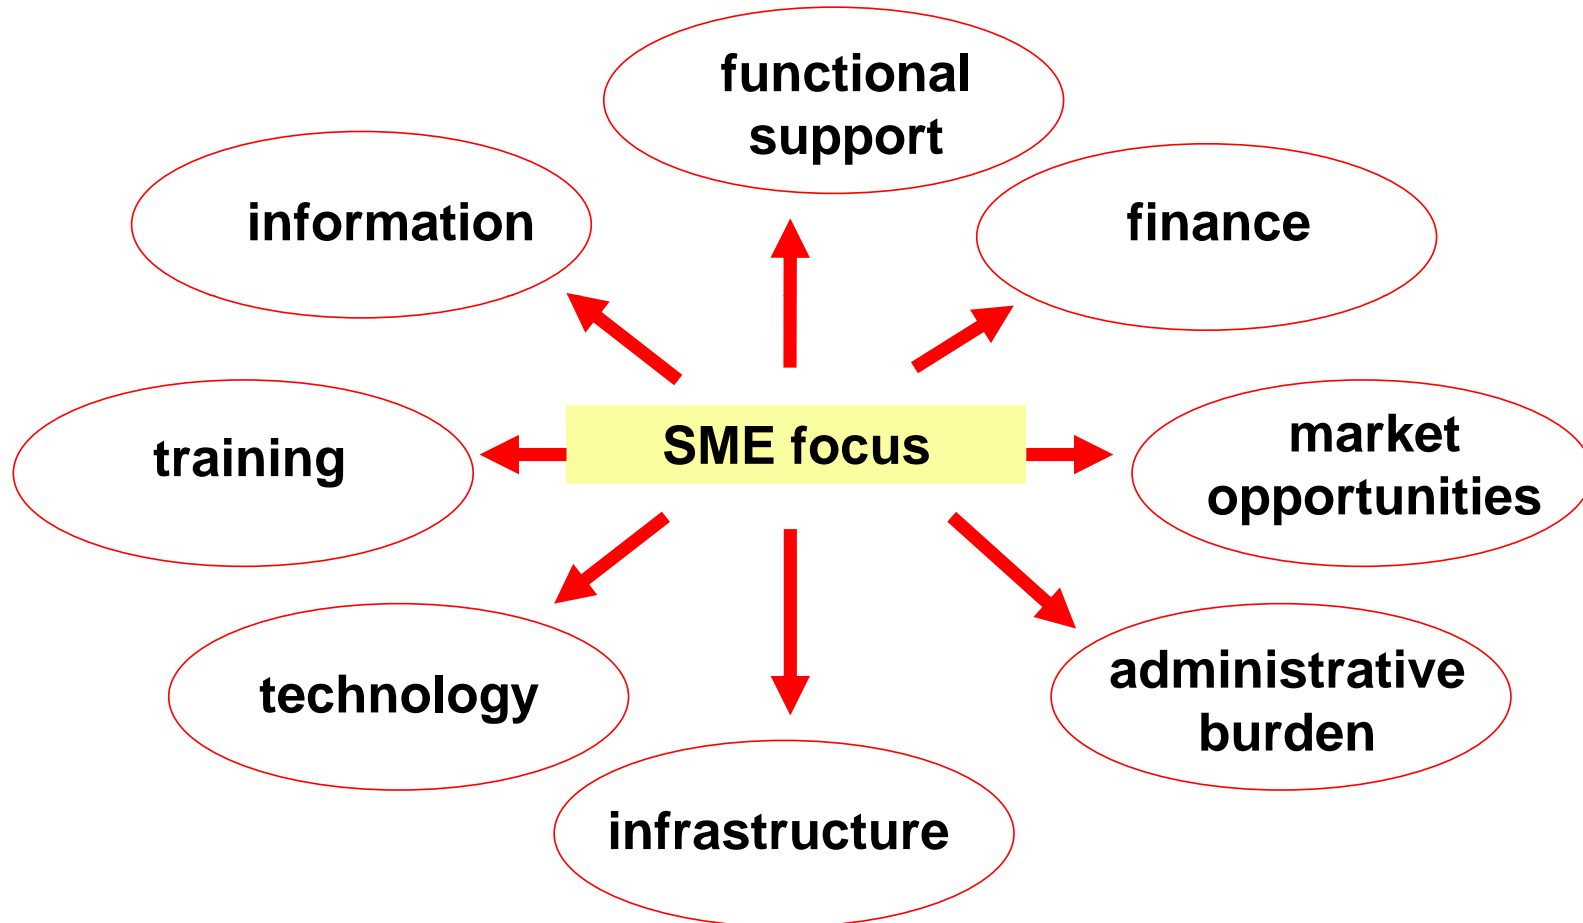 functional
support
information
finance
training
SME focus
market
opportunities
technology
administrative
burden
infrastructure